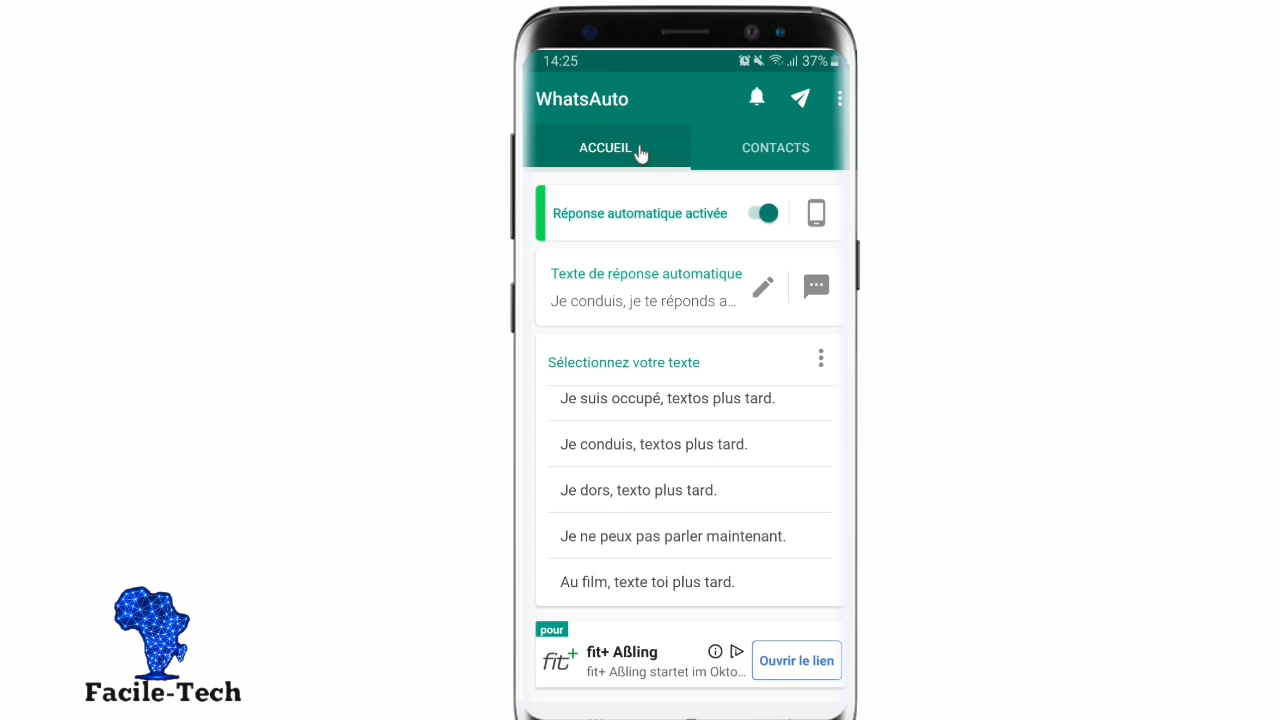 14:25
37%
WhatsAuto
ACCUEIL
CONTACTS
Réponse automatique activée
Texte de réponse automatique
Je conduis, je te réponds a...
Sélectionnez votre texte
Je suis occupé, textos plus tard.
Je conduis, textos plus tard.
Je dors, texto plus tard.
Je ne peux pas parler maintenant.
Au film, texte toi plus tard.
pour
fit+
fit+ Aßling
fit+ Aßling startet im Okto...
Ouvrir le lien
Facile-Tech